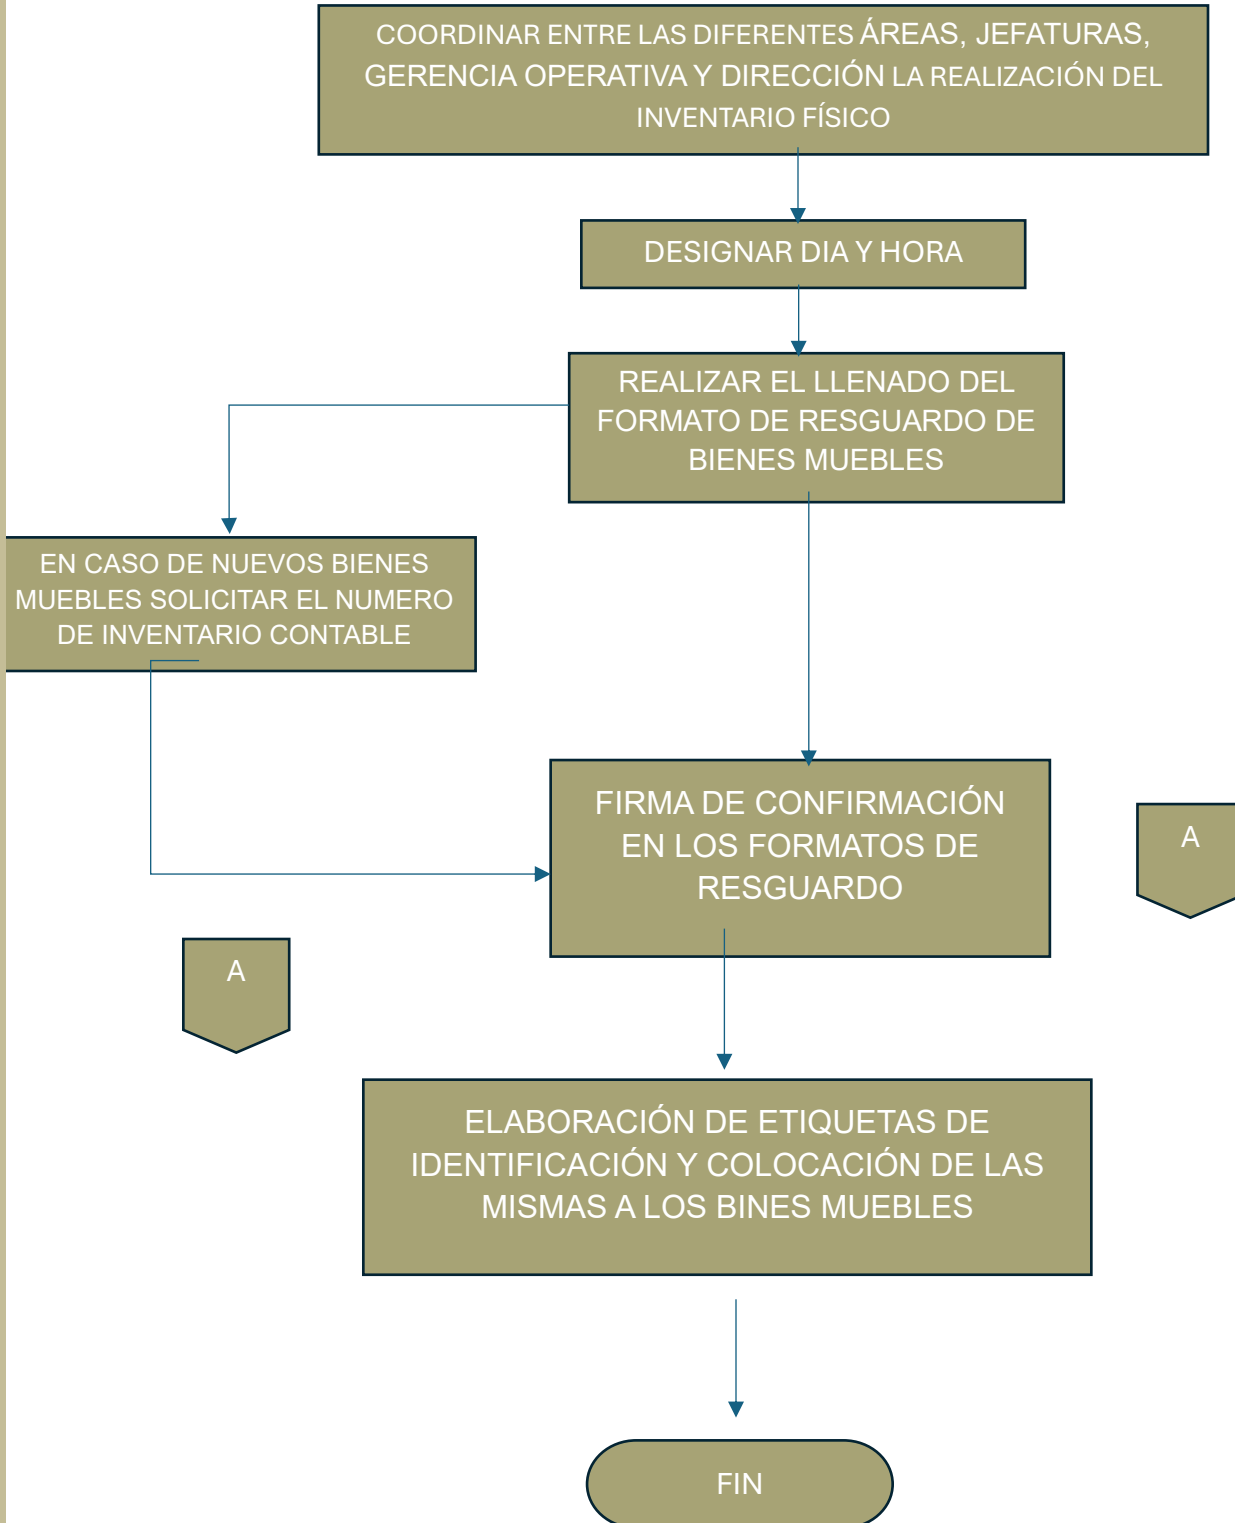 COORDINAR ENTRE LAS DIFERENTES ÁREAS, JEFATURAS,
GERENCIA OPERATIVA Y DIRECCIÓN LA REALIZACIÓN DEL
INVENTARIO FÍSICO
DESIGNAR DIA Y HORA
REALIZAR EL LLENADO DEL
FORMATO DE RESGUARDO DE
BIENES MUEBLES
EN CASO DE NUEVOS BIENES
MUEBLES SOLICITAR EL NUMERO
DE INVENTARIO CONTABLE
FIRMA DE CONFIRMACIÓN
EN LOS FORMATOS DE
RESGUARDO
A
A
ELABORACIÓN DE ETIQUETAS DE
IDENTIFICACIÓN Y COLOCACIÓN DE LAS
MISMAS A LOS BINES MUEBLES
FIN